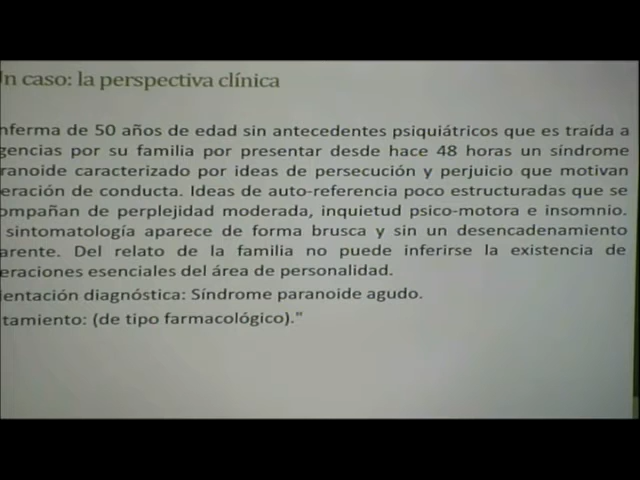 n caso: la perspectiva clínica
nferma de 50 años de edad sin antecedentes psiquiátricos que es traída a
gencias por su familia por presentar desde hace 48 horas un síndrome
ranoide caracterizado por ideas de persecución y perjuicio que motivan
eración de conducta. Ideas de auto-referencia poco estructuradas que se
ompañan de perplejidad moderada, inquietud psico-motora e insomnio.
sintomatología aparece de forma brusca y sin un desencadenamiento
arente. Del relato de la familia no puede inferirse la existencia de
eraciones esenciales del área de personalidad.
ientación diagnóstica: Síndrome paranoide agudo.
tamiento: (de tipo farmacológico)."